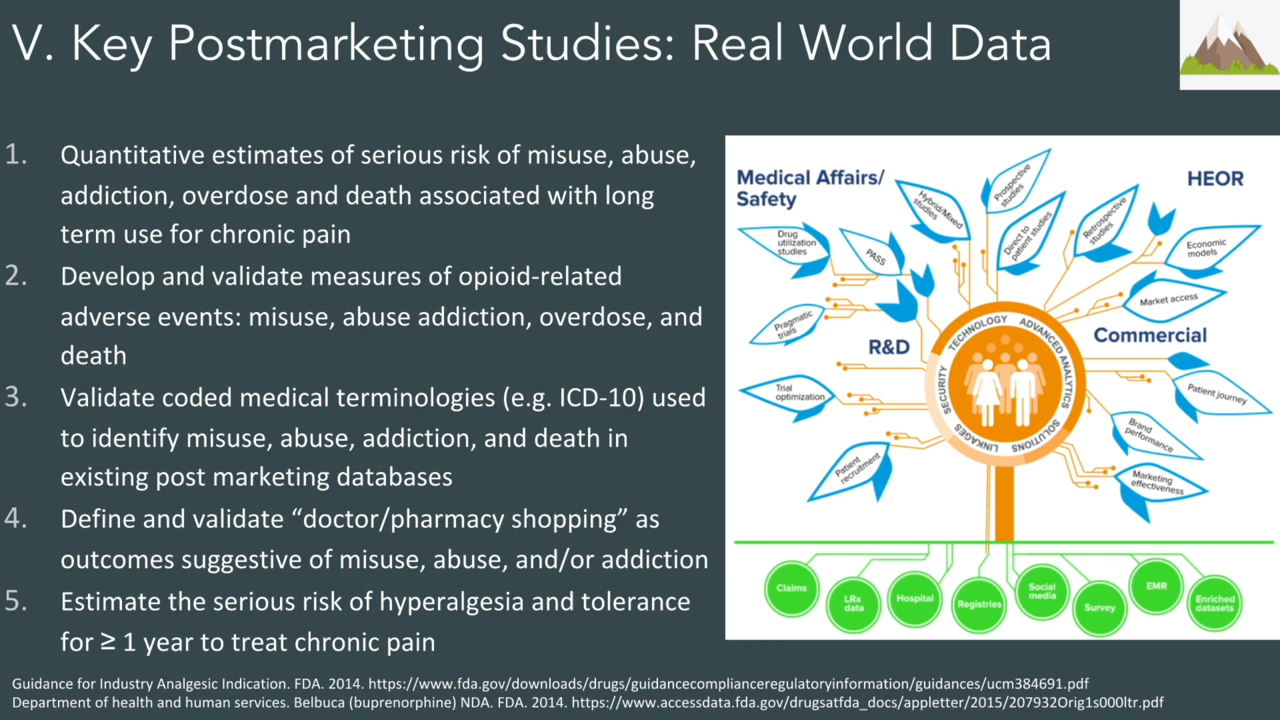 V. Key Postmarketing Studies: Real World Data
1. Quantitative estimates of serious risk of misuse, abuse,
addiction, overdose and death associated with long
term use for chronic pain
2. Develop and validate measures of opioid-related
adverse events: misuse, abuse addiction, overdose, and
death
3. Validate coded medical terminologies (e.g. ICD-10) used
to identify misuse, abuse, addiction, and death in
existing post marketing databases
4. Define and validate “doctor/pharmacy shopping” as
outcomes suggestive of misuse, abuse, and/or addiction
5. Estimate the serious risk of hyperalgesia and tolerance
for ≥ 1 year to treat chronic pain
Medical Affairs/
Safety
HEOR
R&D
Commercial
Drug
utilization
studies
PASS
Hybrid/Mixed
studies
Prospective
studies
Direct to
patient studies
Retrospective
studies
Economic
models
Market access
Pragmatic
trials
Trial
optimization
Patient
recruitment
Patient journey
Brand
performance
Marketing
effectiveness
TECHNOLOGY
ADVANCED ANALYTICS
SOLUTIONS
LINKAGES
SECURITY
Claims
LRx
data
Hospital
Registries
Social
media
Survey
EMR
Enriched
datasets
Guidance for Industry Analgesic Indication. FDA. 2014. https://www.fda.gov/downloads/drugs/guidancecomplianceregulatoryinformation/guidances/ucm384691.pdf
Department of health and human services. Belbuca (buprenorphine) NDA. FDA. 2014. https://www.accessdata.fda.gov/drugsatfda_docs/appletter/2015/207932Orig1s000ltr.pdf